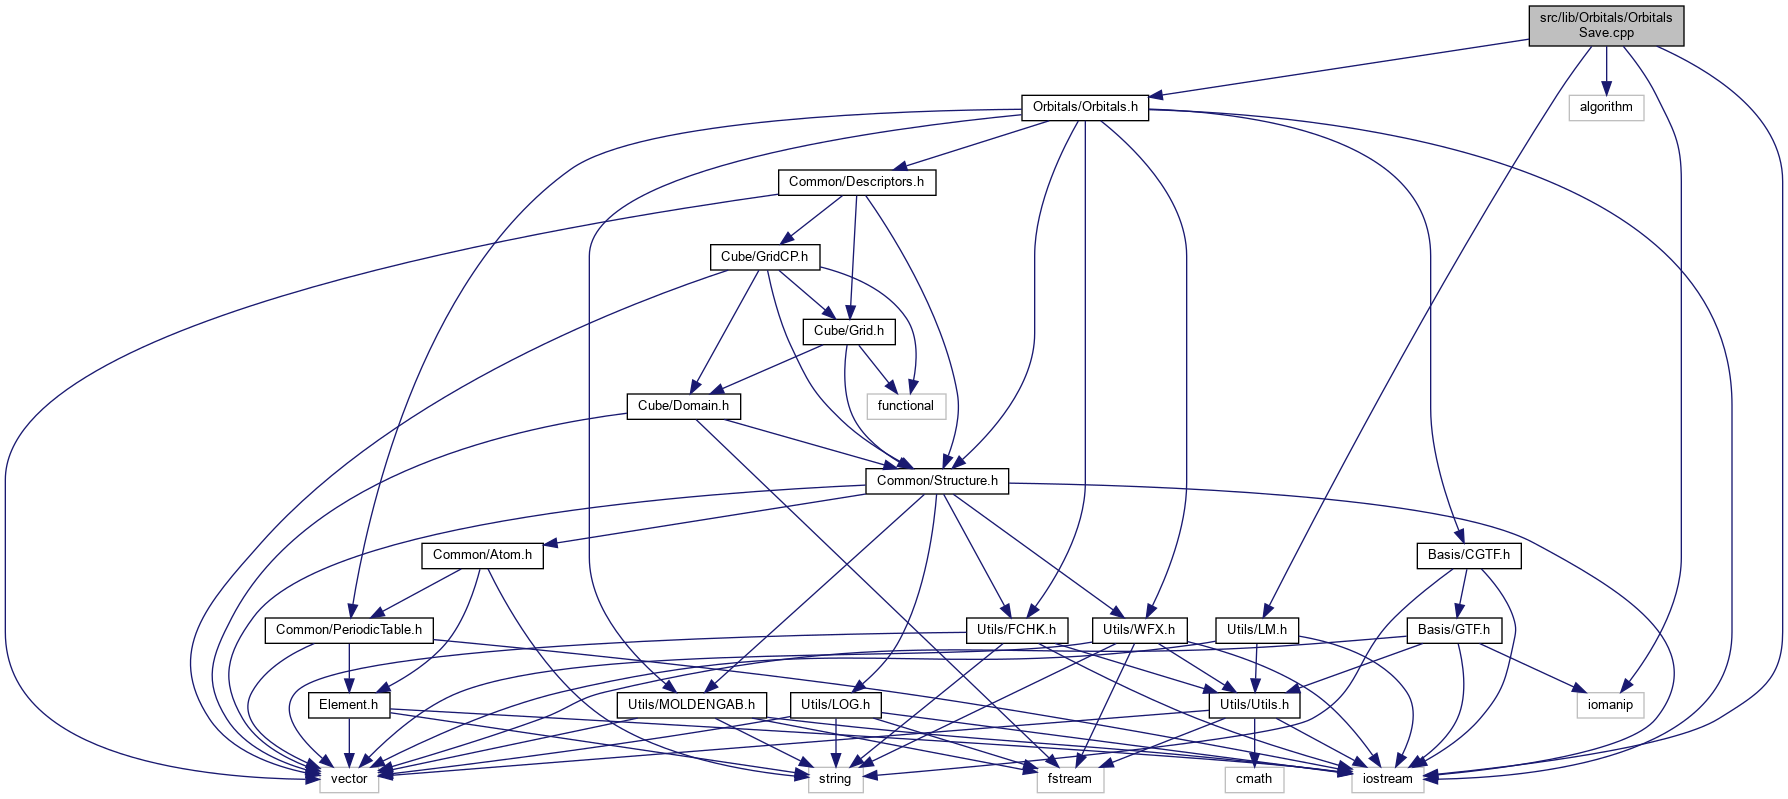 src/lib/Orbitals/Orbitals
Save.cpp
Orbitals/Orbitals.h
algorithm
Common/Descriptors.h
Cube/GridCP.h
Cube/Grid.h
Cube/Domain.h
functional
Common/Structure.h
Common/Atom.h
Basis/CGTF.h
Common/PeriodicTable.h
Utils/FCHK.h
Utils/WFX.h
Utils/LM.h
Basis/GTF.h
Element.h
Utils/MOLDENGAB.h
Utils/LOG.h
Utils/Utils.h
iomanip
vector
string
fstream
cmath
iostream